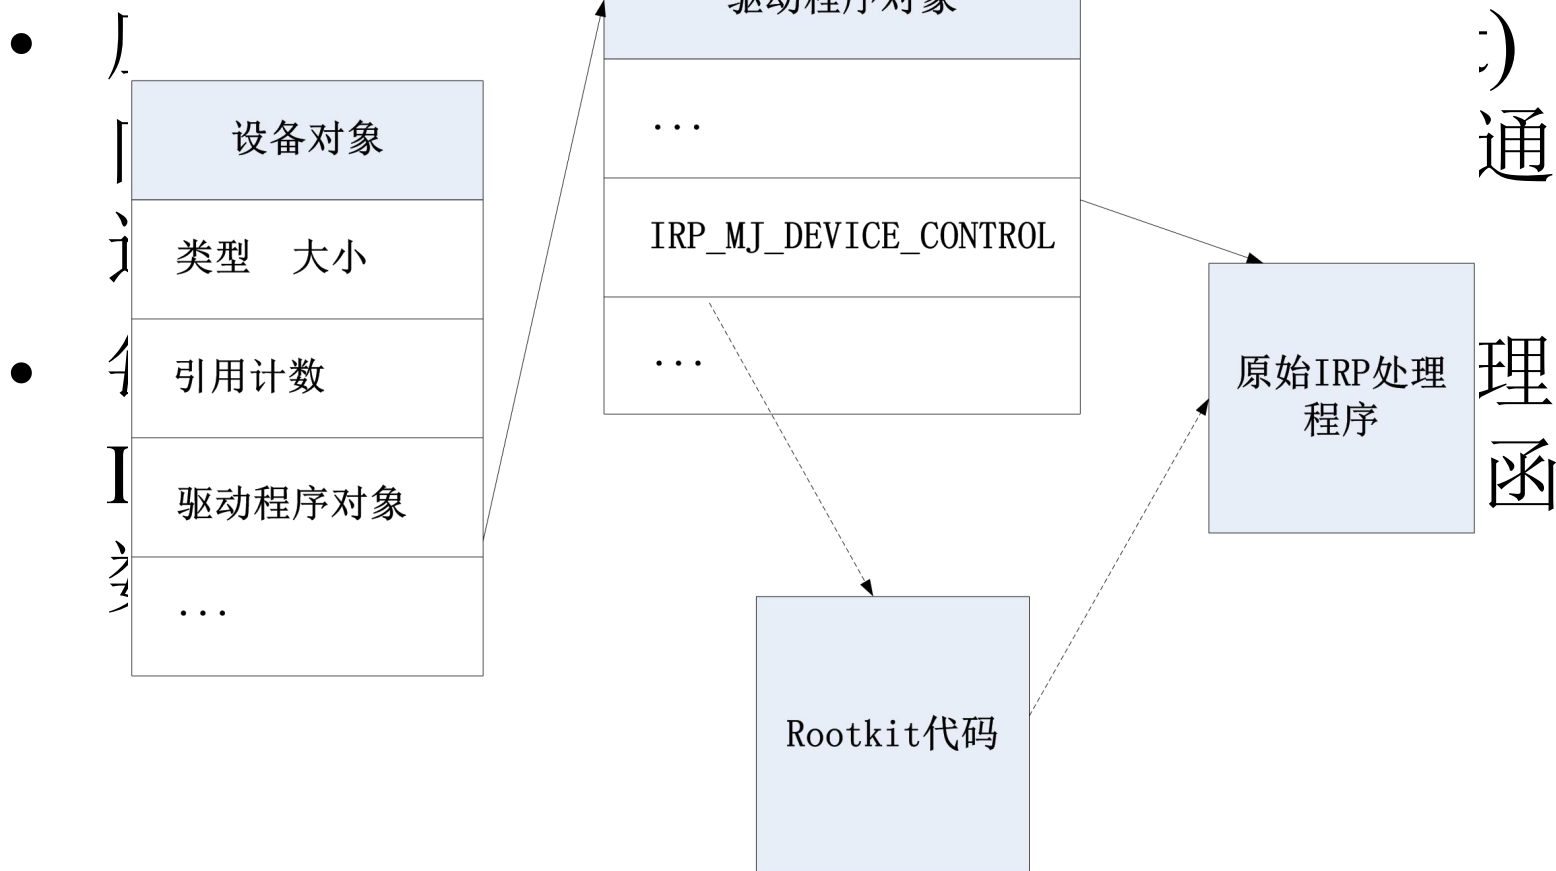 驱动程序对象
...
IRP_MJ_DEVICE_CONTROL
...
设备对象
类型 大小
引用计数
驱动程序对象
...
原始IRP处理
程序
Rootkit代码
)
通
理
I
函